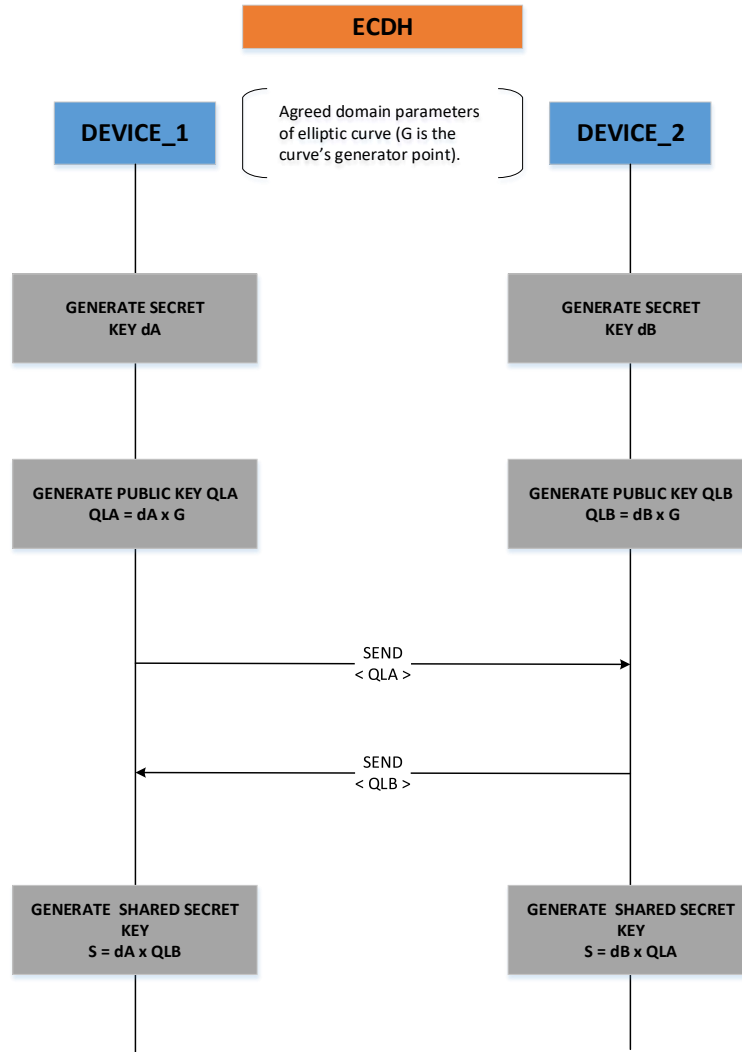 ECDH
DEVICE_1
Agreed domain parameters
of elliptic curve (G is the
curve’s generator point).
DEVICE_2
GENERATE SECRET
KEY dA
GENERATE SECRET
KEY dB
GENERATE PUBLIC KEY QLA
QLA = dA x G
GENERATE PUBLIC KEY QLB
QLB = dB x G
SEND
< QLA >
SEND
< QLB >
GENERATE  SHARED SECRET
KEY
S = dA x QLB
GENERATE  SHARED SECRET
KEY
S = dB x QLA